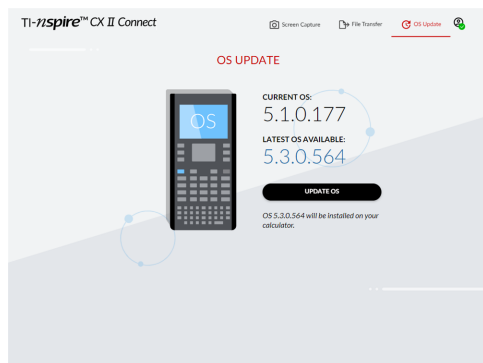 TI-nspire™ CX II Connect
Screen Capture
File Transfer
OS Update
OS UPDATE
OS
CURRENT OS:
5.1.0.177
LATEST OS AVAILABLE:
5.3.0.564
UPDATE OS
OS 5.3.0.564 will be installed on your
calculator.